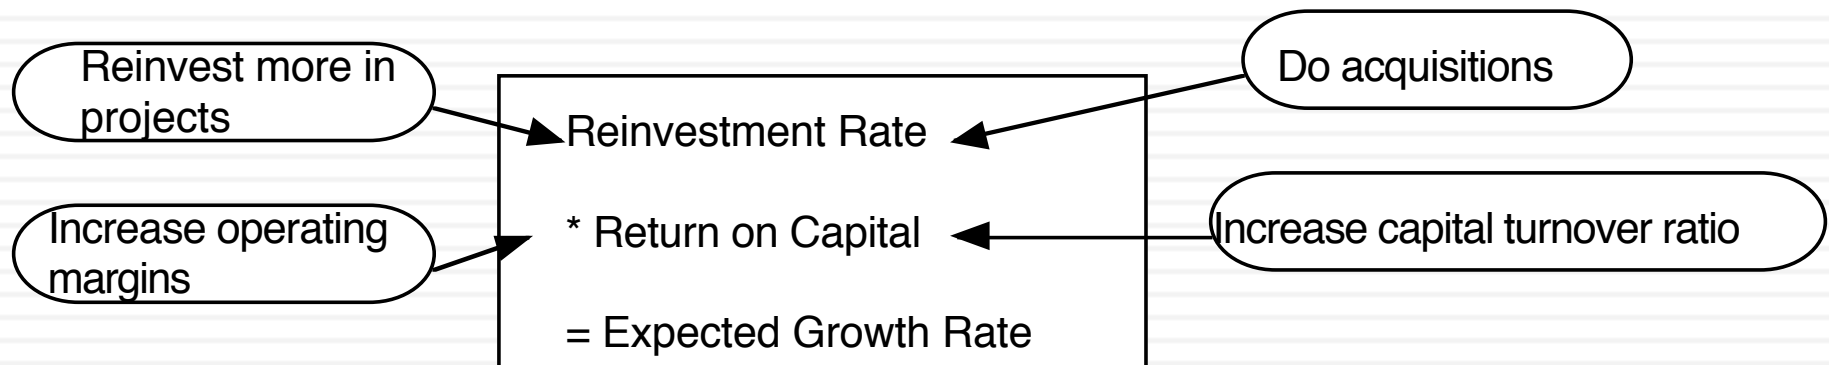 Reinvest more in
projects
Do acquisitions
Reinvestment Rate
Increase operating
margins
* Return on Capital
Increase capital turnover ratio
= Expected Growth Rate